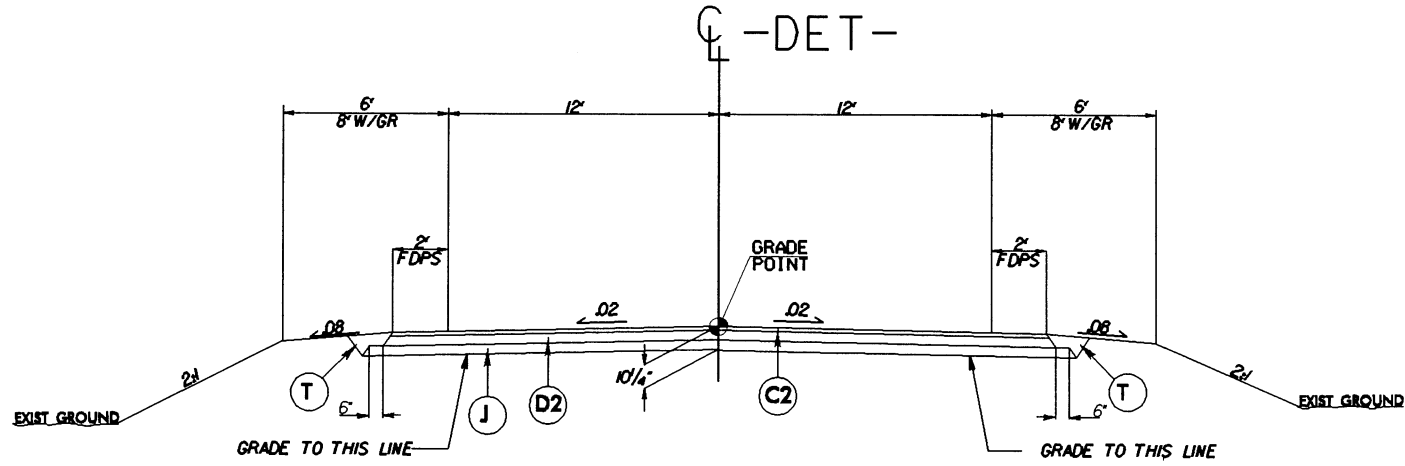 ℄ -DET-
6' 12' 12' 6'
8' W/GR 8' W/GR
2' 2'
FDPS FDPS
GRADE
POINT
.08 .02 .02 .08
2:1 2:1
10¼"
T J D2 C2 T
6" 6"
EXIST GROUND EXIST GROUND
GRADE TO THIS LINE GRADE TO THIS LINE